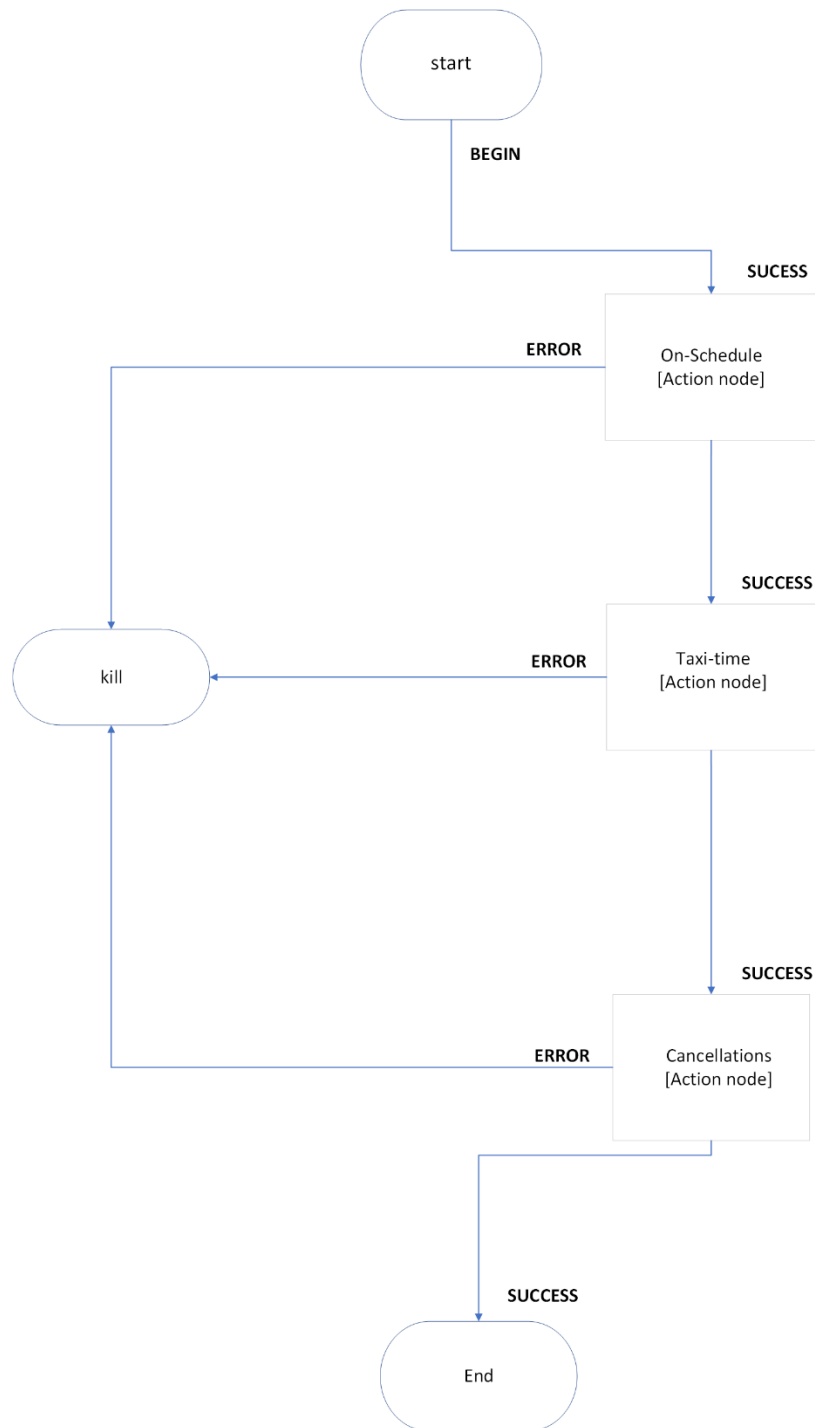 start
BEGIN
SUCESS
ERROR
On-Schedule
[Action node]
SUCCESS
ERROR
Taxi-time
[Action node]
kill
SUCCESS
ERROR
Cancellations
[Action node]
SUCCESS
End